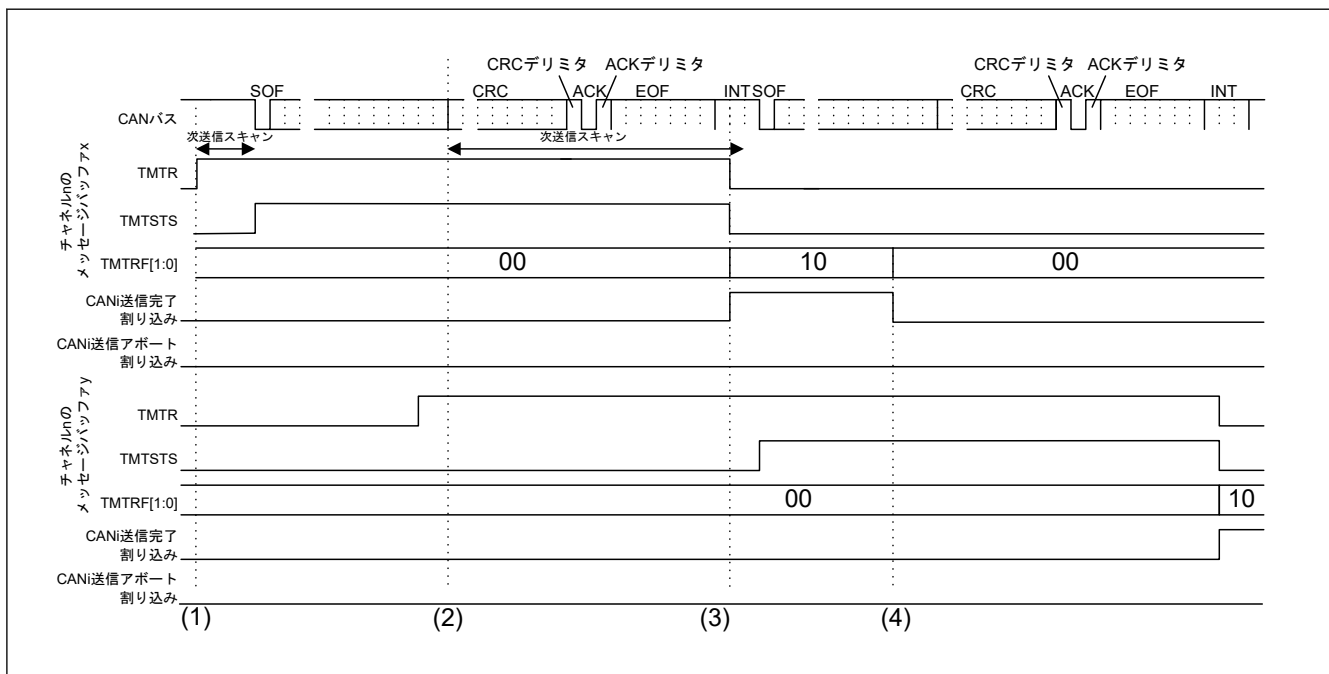 CRCデリミタ ACKデリミタ CRCデリミタ ACKデリミタ
SOF CRC ACK EOF INT SOF CRC ACK EOF INT
CANバス
次送信スキャン 次送信スキャン
チャネルnの
メッセージバッファx
TMTR
TMTSTS
TMTRF[1:0] 00 10 00
CANi送信完了
割り込み
CANi送信アボート
割り込み
チャネルnの
メッセージバッファy
TMTR
TMTSTS
TMTRF[1:0] 00 10
CANi送信完了
割り込み
CANi送信アボート
割り込み
(1) (2) (3) (4)